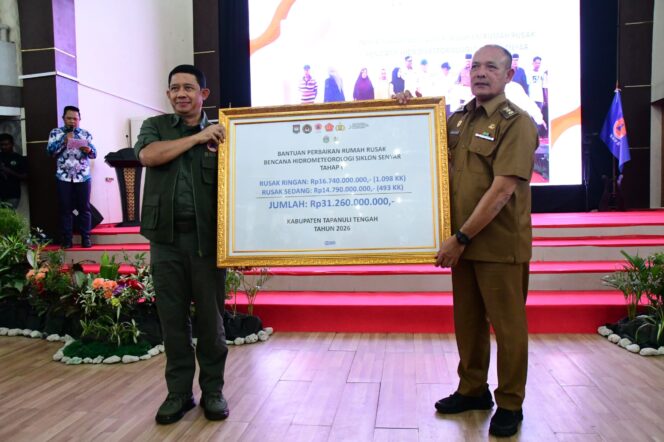 BANTUAN PERBAIKAN RUMAH RUSAK
BENCANA HIDROMETEOROLOGI SIKLON SENYAR
TAHAP
RUSAK RINGAN: Rp16.740.000.000,- (1.098 KK)
RUSAK SEDANG: Rp14.790.000.000,- (493 KK)
JUMLAH: Rp31.260.000.000,-
KABUPATEN TAPANULI TENGAH
TAHUN 2026